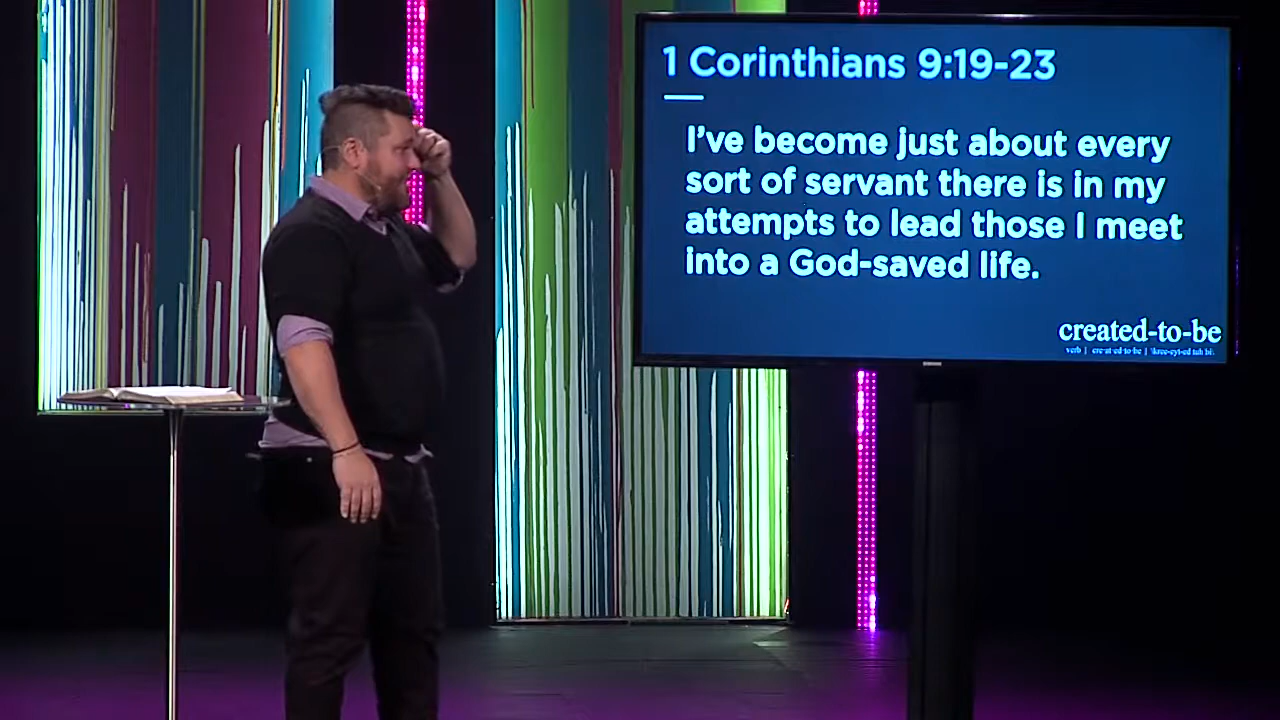 1 Corinthians 9:19-23
I’ve become just about every
sort of servant there is in my
attempts to lead those I meet
into a God-saved life.
created-to-be
verb |